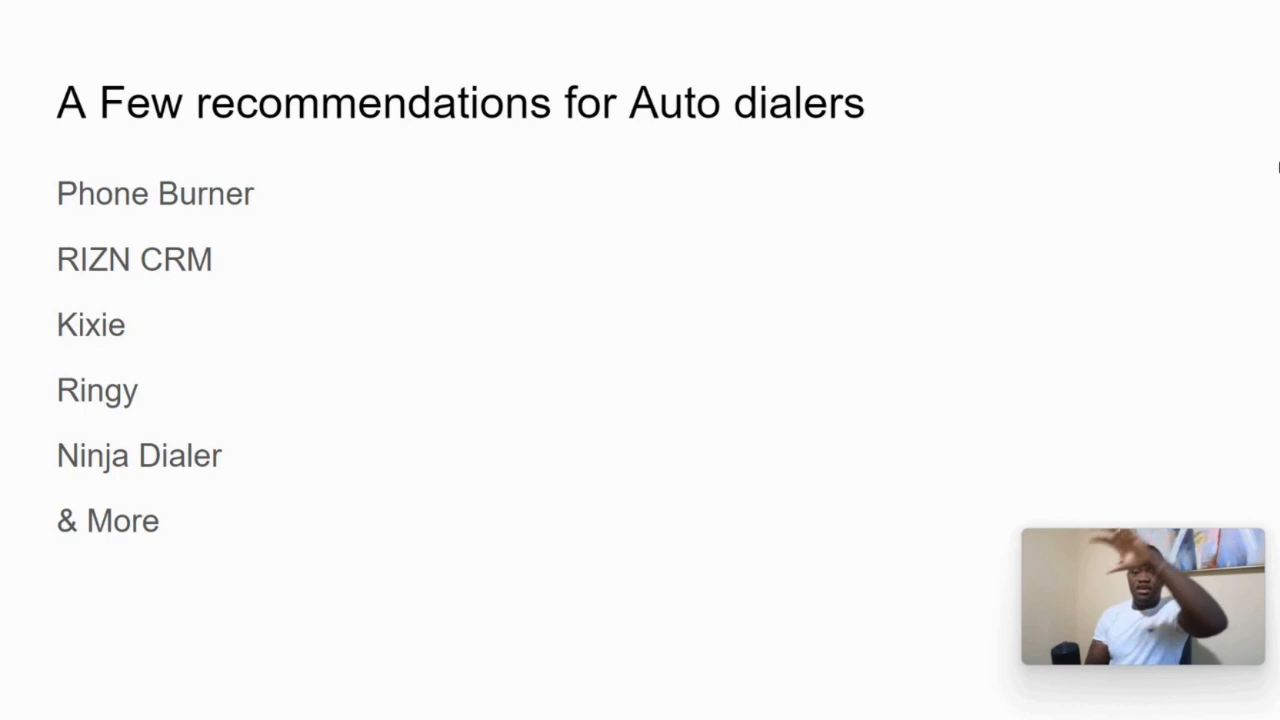 A Few recommendations for Auto dialers
Phone Burner
RIZN CRM
Kixie
Ringy
Ninja Dialer
& More